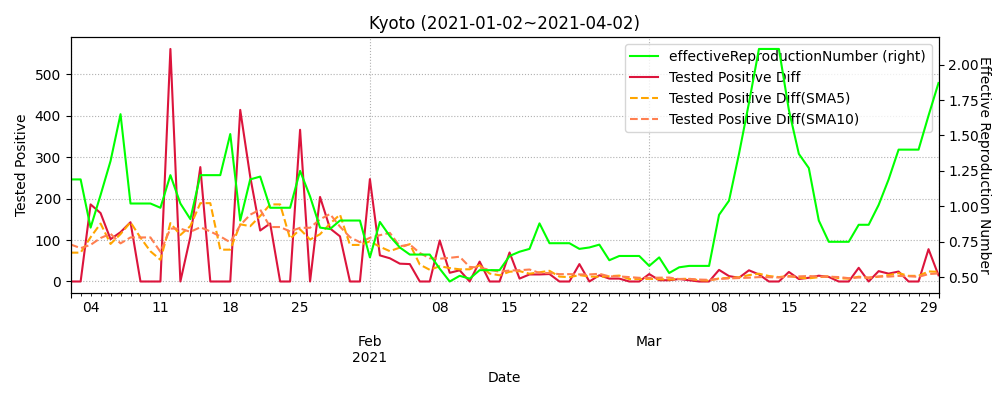 Kyoto (2021-01-02~2021-04-02)
effectiveReproductionNumber (right)
Tested Positive Diff
Tested Positive Diff(SMA5)
Tested Positive Diff(SMA10)
Tested Positive
500
400
300
200
100
0
Effective Reproduction Number
2.00
1.75
1.50
1.25
1.00
0.75
0.50
04 11 18 25 08 15 22 08 15 22 29
Feb Mar
2021
Date